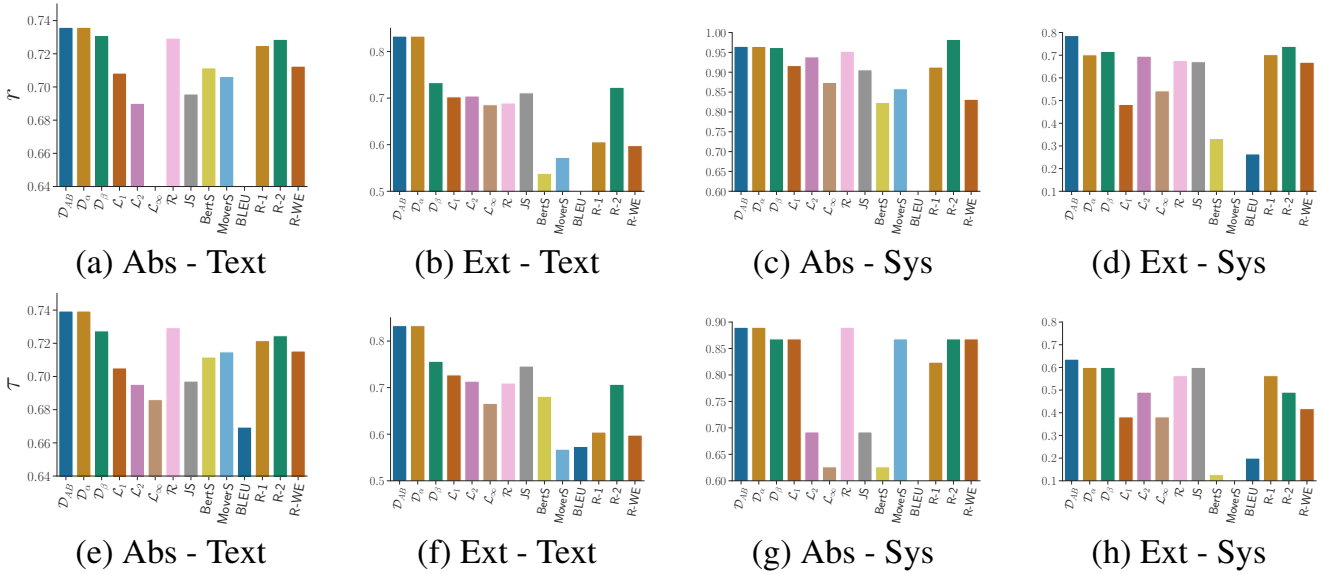 r
0.74
0.72
0.70
0.68
0.66
0.64
𝒟_AB 𝒟_α 𝒟_β ℒ_1 ℒ_2 ℒ_∞ ℛ JS BertS MoverS BLEU R-1 R-2 R-WE
(a) Abs - Text
0.8
0.7
0.6
0.5
𝒟_AB 𝒟_α 𝒟_β ℒ_1 ℒ_2 ℒ_∞ ℛ JS BertS MoverS BLEU R-1 R-2 R-WE
(b) Ext - Text
1.00
0.95
0.90
0.85
0.80
0.75
0.70
0.65
0.60
𝒟_AB 𝒟_α 𝒟_β ℒ_1 ℒ_2 ℒ_∞ ℛ JS BertS MoverS BLEU R-1 R-2 R-WE
(c) Abs - Sys
0.8
0.7
0.6
0.5
0.4
0.3
0.2
0.1
𝒟_AB 𝒟_α 𝒟_β ℒ_1 ℒ_2 ℒ_∞ ℛ JS BertS MoverS BLEU R-1 R-2 R-WE
(d) Ext - Sys
τ
0.74
0.72
0.70
0.68
0.66
0.64
𝒟_AB 𝒟_α 𝒟_β ℒ_1 ℒ_2 ℒ_∞ ℛ JS BertS MoverS BLEU R-1 R-2 R-WE
(e) Abs - Text
0.8
0.7
0.6
0.5
𝒟_AB 𝒟_α 𝒟_β ℒ_1 ℒ_2 ℒ_∞ ℛ JS BertS MoverS BLEU R-1 R-2 R-WE
(f) Ext - Text
0.90
0.85
0.80
0.75
0.70
0.65
0.60
𝒟_AB 𝒟_α 𝒟_β ℒ_1 ℒ_2 ℒ_∞ ℛ JS BertS MoverS BLEU R-1 R-2 R-WE
(g) Abs - Sys
0.8
0.7
0.6
0.5
0.4
0.3
0.2
0.1
𝒟_AB 𝒟_α 𝒟_β ℒ_1 ℒ_2 ℒ_∞ ℛ JS BertS MoverS BLEU R-1 R-2 R-WE
(h) Ext - Sys